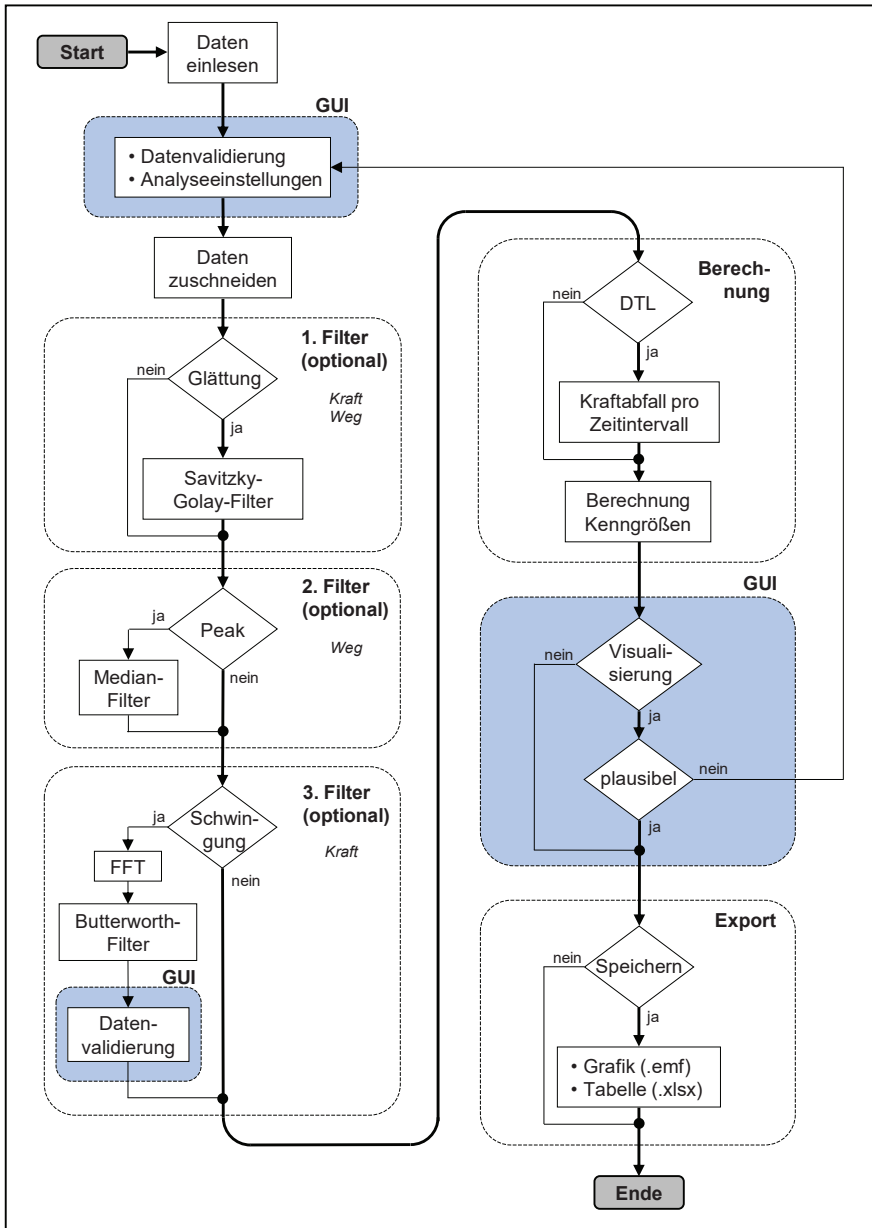 Start
Daten
einlesen
GUI
• Datenvalidierung
• Analyseeinstellungen
Daten
zuschneiden
1. Filter
(optional)
Kraft
Weg
nein
Glättung
ja
Savitzky-
Golay-Filter
2. Filter
(optional)
Weg
ja
Peak
nein
Median-
Filter
3. Filter
(optional)
Kraft
ja
Schwin-
gung
nein
FFT
Butterworth-
Filter
GUI
Daten-
validierung
Berech-
nung
nein
DTL
ja
Kraftabfall pro
Zeitintervall
Berechnung
Kenngrößen
GUI
nein
Visuali-
sierung
ja
plausibel
nein
ja
Export
nein
Speichern
ja
• Grafik (.emf)
• Tabelle (.xlsx)
Ende